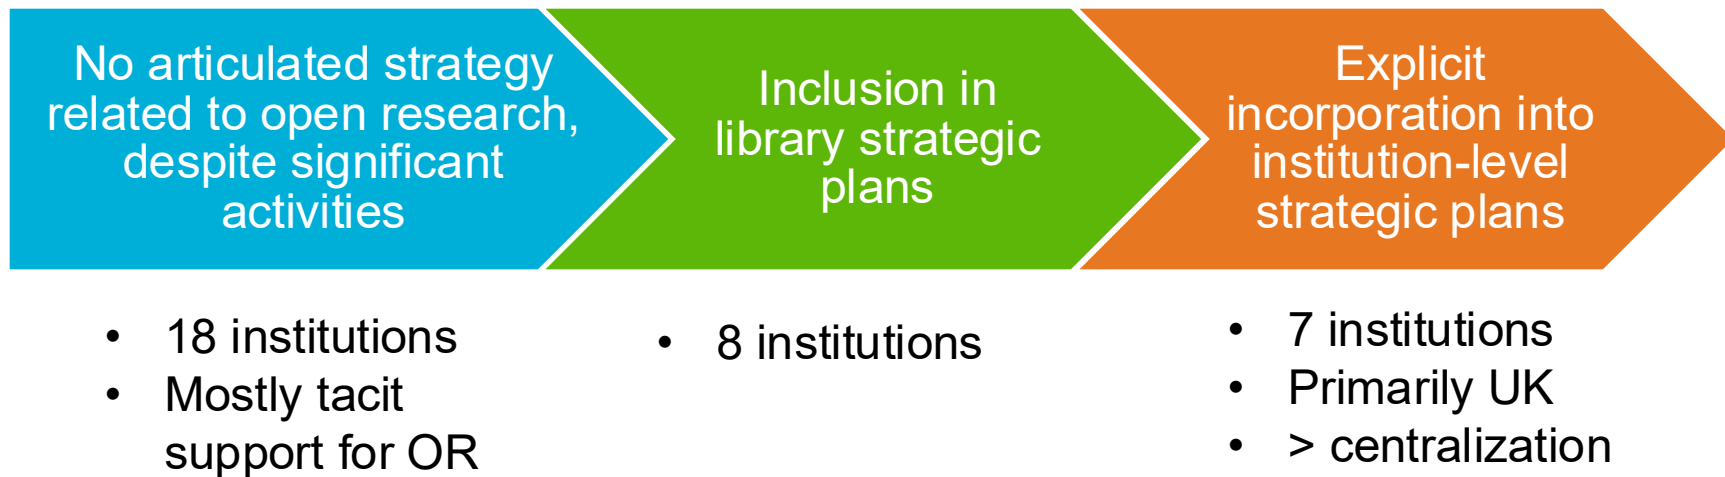 No articulated strategy
related to open research,
despite significant
activities
Inclusion in
library strategic
plans
Explicit
incorporation into
institution-level
strategic plans
• 18 institutions
• Mostly tacit
support for OR
• 8 institutions
• 7 institutions
• Primarily UK
• > centralization